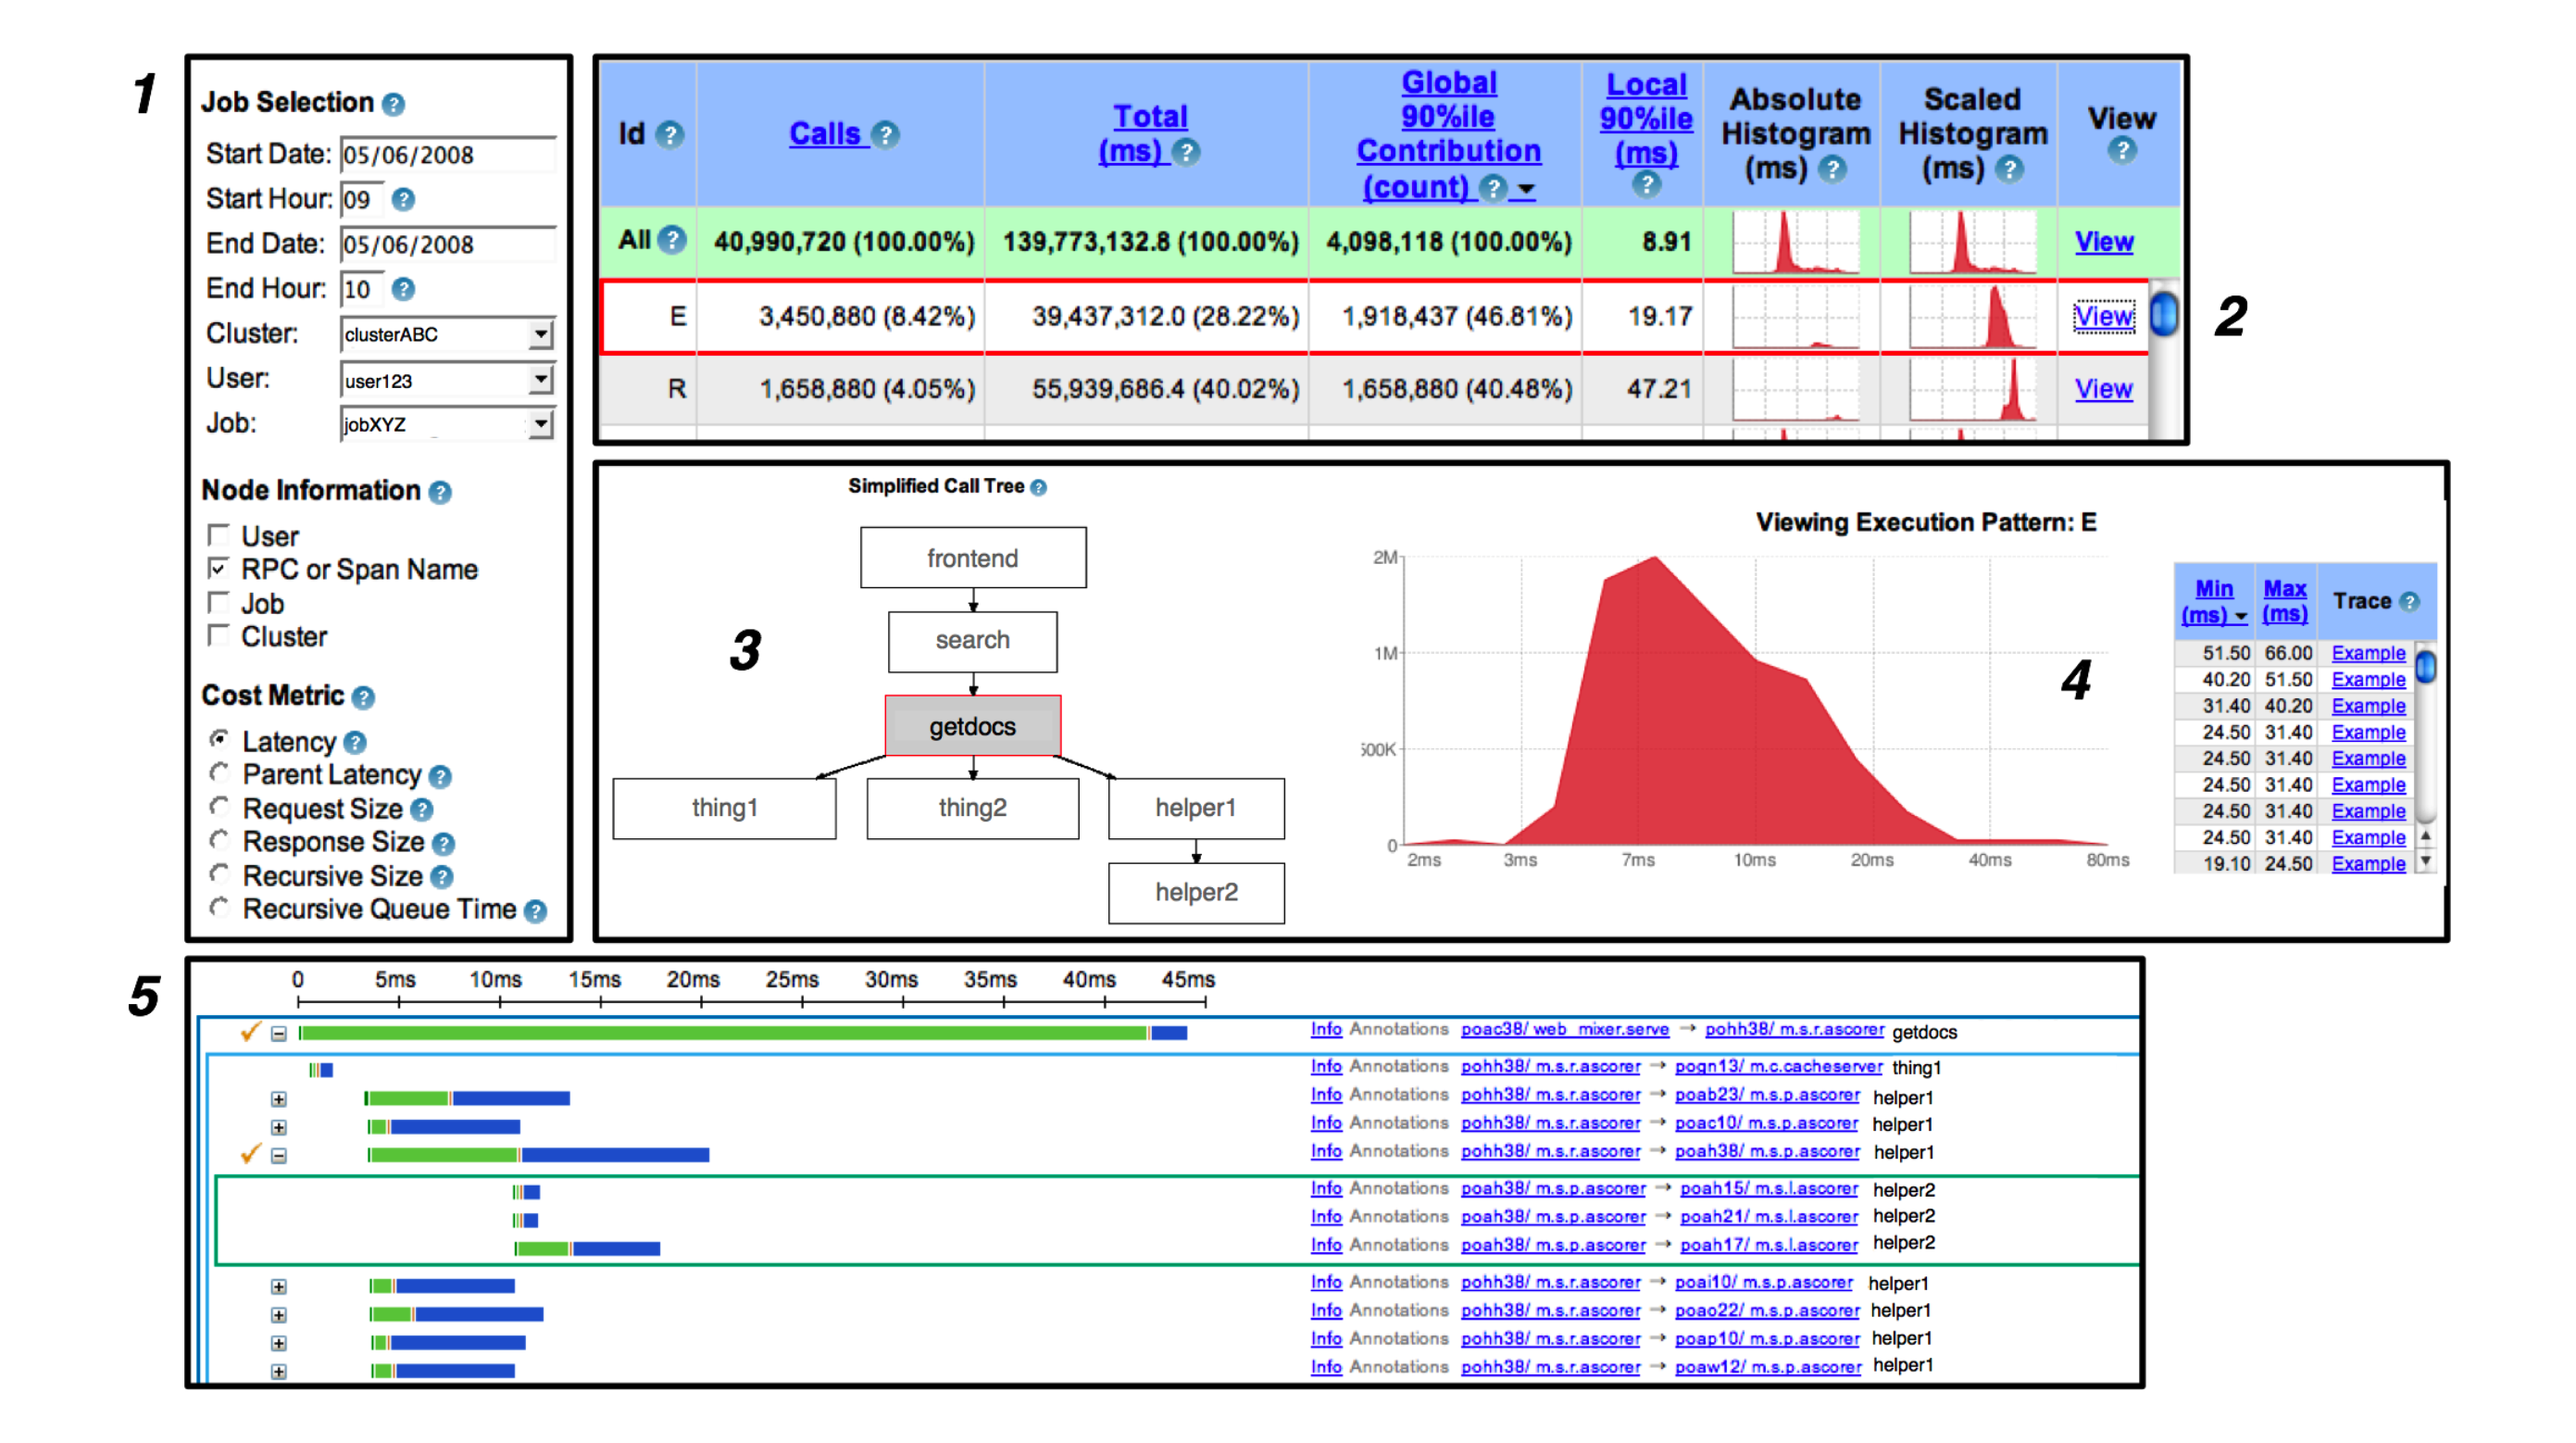 1
Job Selection ?
Start Date: 05/06/2008
Start Hour: 09 ?
End Date: 05/06/2008
End Hour: 10 ?
Cluster: clusterABC
User: user123
Job: jobXYZ
Node Information ?
User
RPC or Span Name
Job
Cluster
Cost Metric ?
Latency ?
Parent Latency ?
Request Size ?
Response Size ?
Recursive Size ?
Recursive Queue Time ?
Id ? Calls ? Total (ms) ? Global 90%ile Contribution (count) ? Local 90%ile (ms) ? Absolute Histogram (ms) ? Scaled Histogram (ms) ? View ?
All ? 40,990,720 (100.00%) 139,773,132.8 (100.00%) 4,098,118 (100.00%) 8.91 View
E 3,450,880 (8.42%) 39,437,312.0 (28.22%) 1,918,437 (46.81%) 19.17 View
R 1,658,880 (4.05%) 55,939,686.4 (40.02%) 1,658,880 (40.48%) 47.21 View
2
Simplified Call Tree ?
frontend
search
getdocs
thing1 thing2 helper1
helper2
3
Viewing Execution Pattern: E
2M
1M
500K
0
2ms 3ms 7ms 10ms 20ms 40ms 80ms
4
Min (ms) Max (ms) Trace ?
51.50 66.00 Example
40.20 51.50 Example
31.40 40.20 Example
24.50 31.40 Example
24.50 31.40 Example
24.50 31.40 Example
24.50 31.40 Example
24.50 31.40 Example
19.10 24.50 Example
5
0 5ms 10ms 15ms 20ms 25ms 30ms 35ms 40ms 45ms
Info Annotations poac38/ web_mixer.serve → pohh38/ m.s.r.ascorer getdocs
Info Annotations pohh38/ m.s.r.ascorer → pogn13/ m.c.cacheserver thing1
Info Annotations pohh38/ m.s.r.ascorer → poab23/ m.s.p.ascorer helper1
Info Annotations pohh38/ m.s.r.ascorer → poac10/ m.s.p.ascorer helper1
Info Annotations pohh38/ m.s.r.ascorer → poah38/ m.s.p.ascorer helper1
Info Annotations poah38/ m.s.p.ascorer → poah15/ m.s.l.ascorer helper2
Info Annotations poah38/ m.s.p.ascorer → poah21/ m.s.l.ascorer helper2
Info Annotations poah38/ m.s.p.ascorer → poah17/ m.s.l.ascorer helper2
Info Annotations pohh38/ m.s.r.ascorer → poai10/ m.s.p.ascorer helper1
Info Annotations pohh38/ m.s.r.ascorer → poao22/ m.s.p.ascorer helper1
Info Annotations pohh38/ m.s.r.ascorer → poap10/ m.s.p.ascorer helper1
Info Annotations pohh38/ m.s.r.ascorer → poaw12/ m.s.p.ascorer helper1